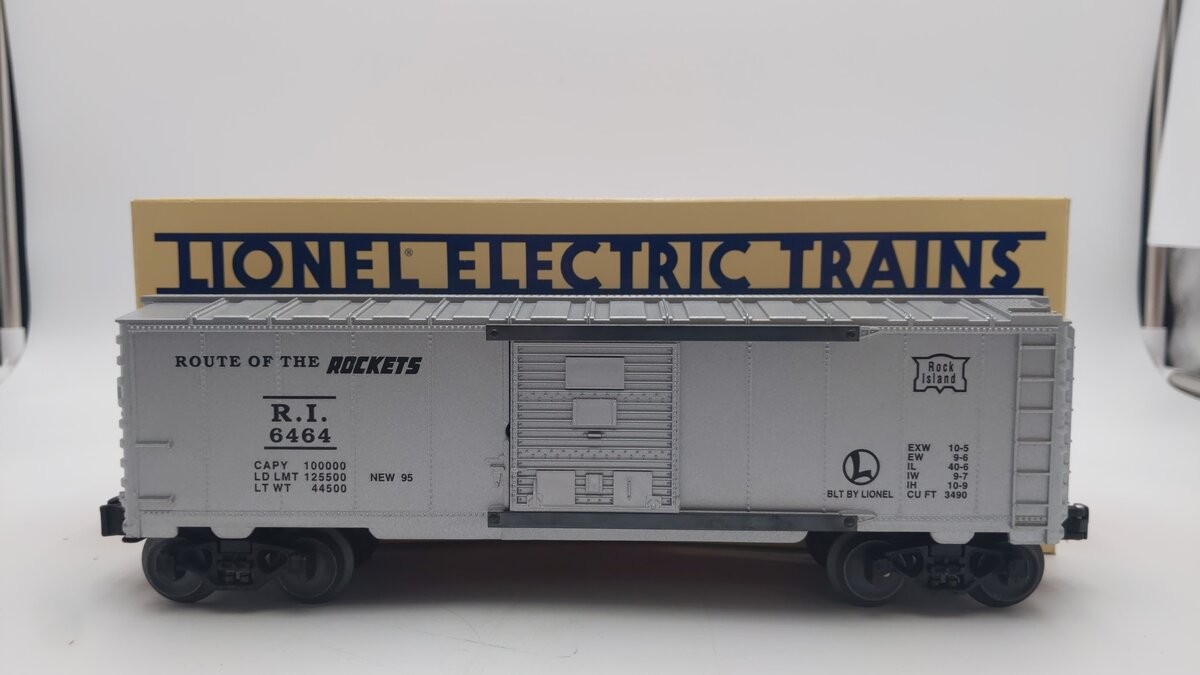 LIONEL® ELECTRIC TRAINS
ROUTE OF THE ROCKETS
R.I.
6464
CAPY 100000
LD LMT 125500
LT WT 44500
NEW 95
Rock
Island
L
BLT BY LIONEL
EXW 10-5
EW 9-6
IL 40-6
IW 9-7
IH 10-9
CU FT 3490